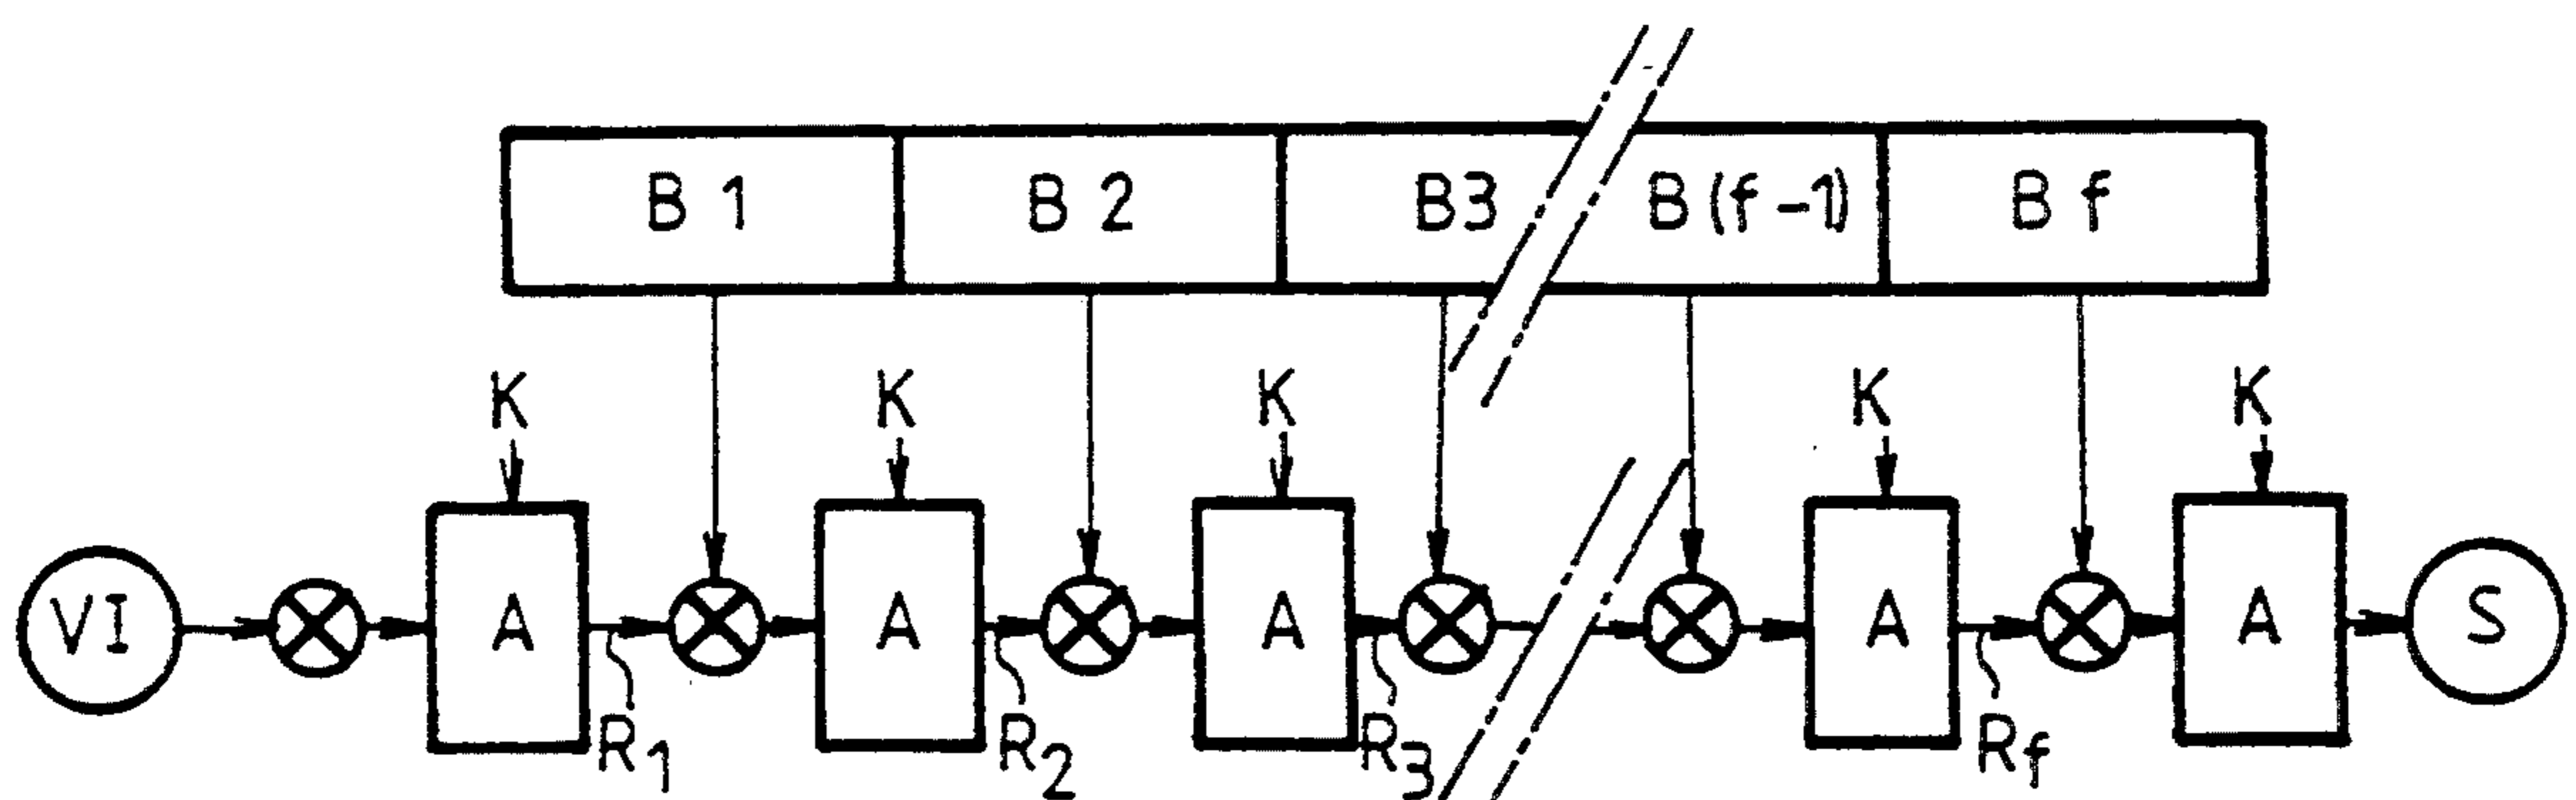 B 1 B 2 B3 B(f-1) B f
K K K K K
VI A A A A A S
R1 R2 R3 Rf